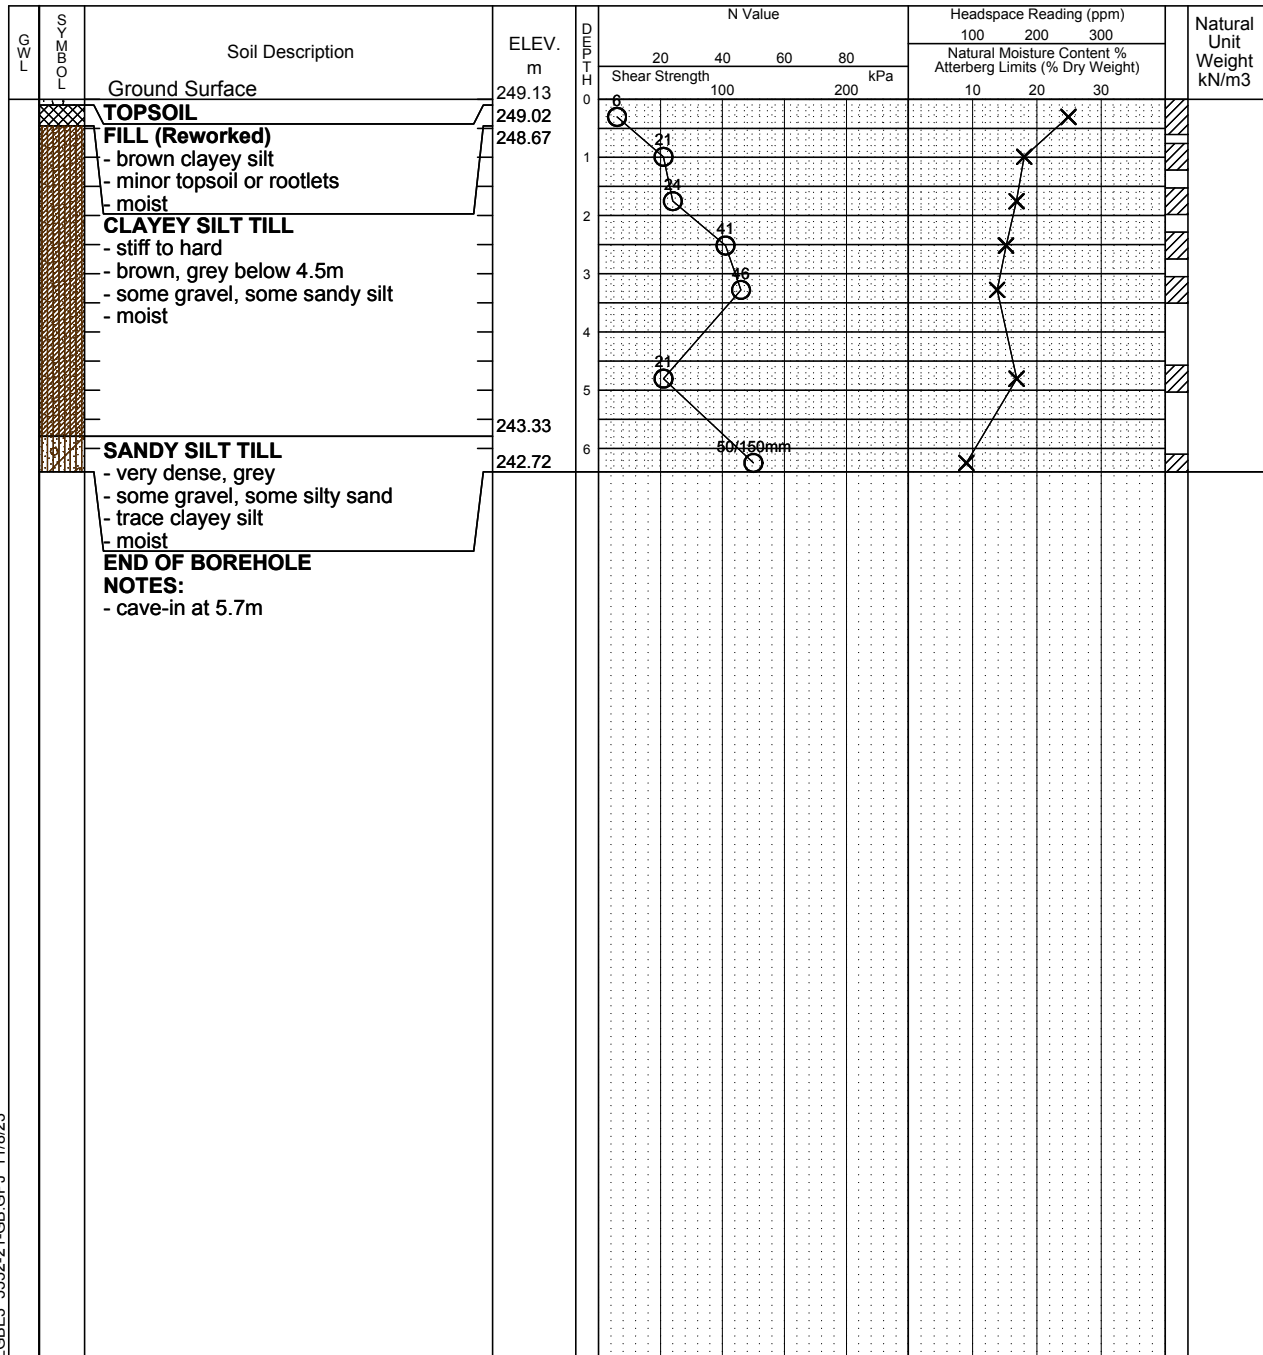 GWL
SYMBOL
Soil Description
Ground Surface
ELEV.
m
DEPTH
N Value
20 40 60 80
Shear Strength kPa
100 200
Headspace Reading (ppm)
100 200 300
Natural Moisture Content %
Atterberg Limits (% Dry Weight)
10 20 30
Natural
Unit
Weight
kN/m3
249.13
0
TOPSOIL
249.02
6
FILL (Reworked)
248.67
- brown clayey silt
21
1
- minor topsoil or rootlets
24
- moist
2
CLAYEY SILT TILL
41
- stiff to hard
- brown, grey below 4.5m
3
46
- some gravel, some sandy silt
- moist
4
21
5
243.33
SANDY SILT TILL
6
50/150mm
242.72
- very dense, grey
- some gravel, some silty sand
- trace clayey silt
- moist
END OF BOREHOLE
NOTES:
- cave-in at 5.7m